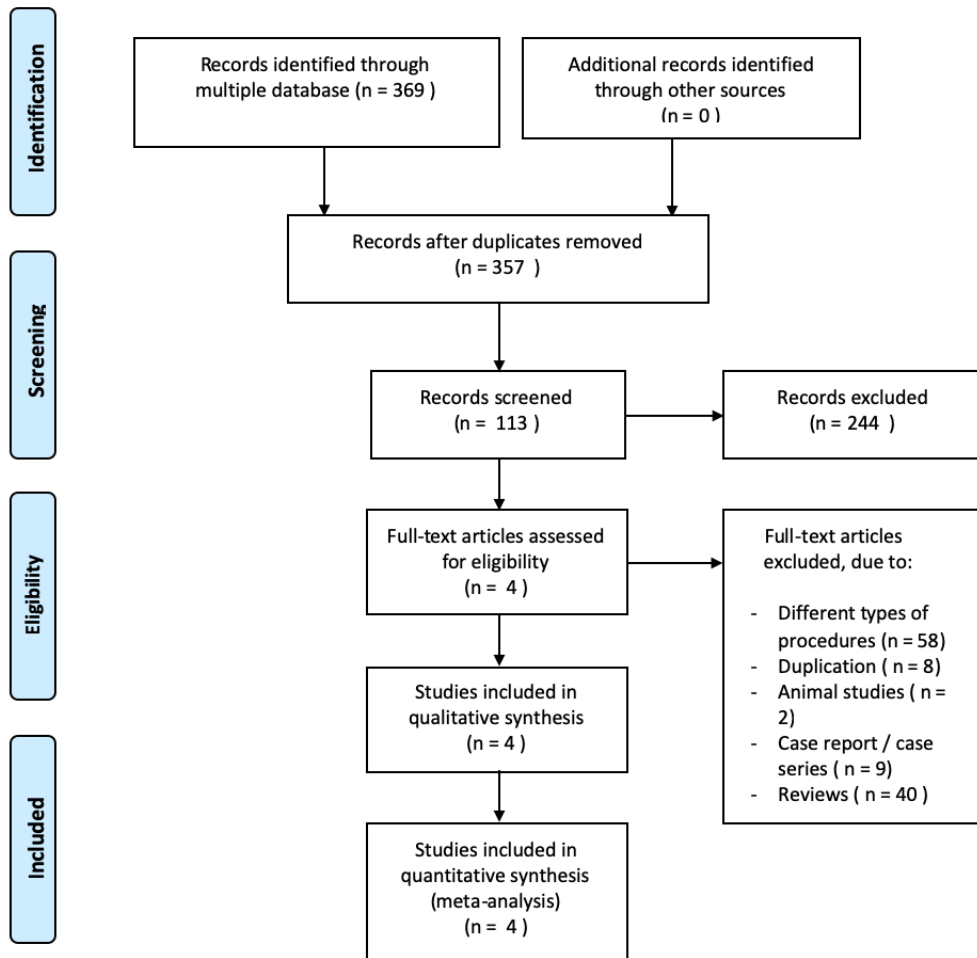 Identification
Records identified through
multiple database (n = 369 )
Additional records identified
through other sources
(n = 0 )
Records after duplicates removed
(n = 357 )
Screening
Records screened
(n = 113 )
Records excluded
(n = 244 )
Eligibility
Full-text articles assessed
for eligibility
(n = 4 )
Full-text articles
excluded, due to:
- Different types of
procedures (n = 58)
- Duplication ( n = 8)
- Animal studies ( n =
2)
- Case report / case
series ( n = 9)
- Reviews ( n = 40 )
Studies included in
qualitative synthesis
(n = 4 )
Included
Studies included in
quantitative synthesis
(meta-analysis)
(n = 4 )